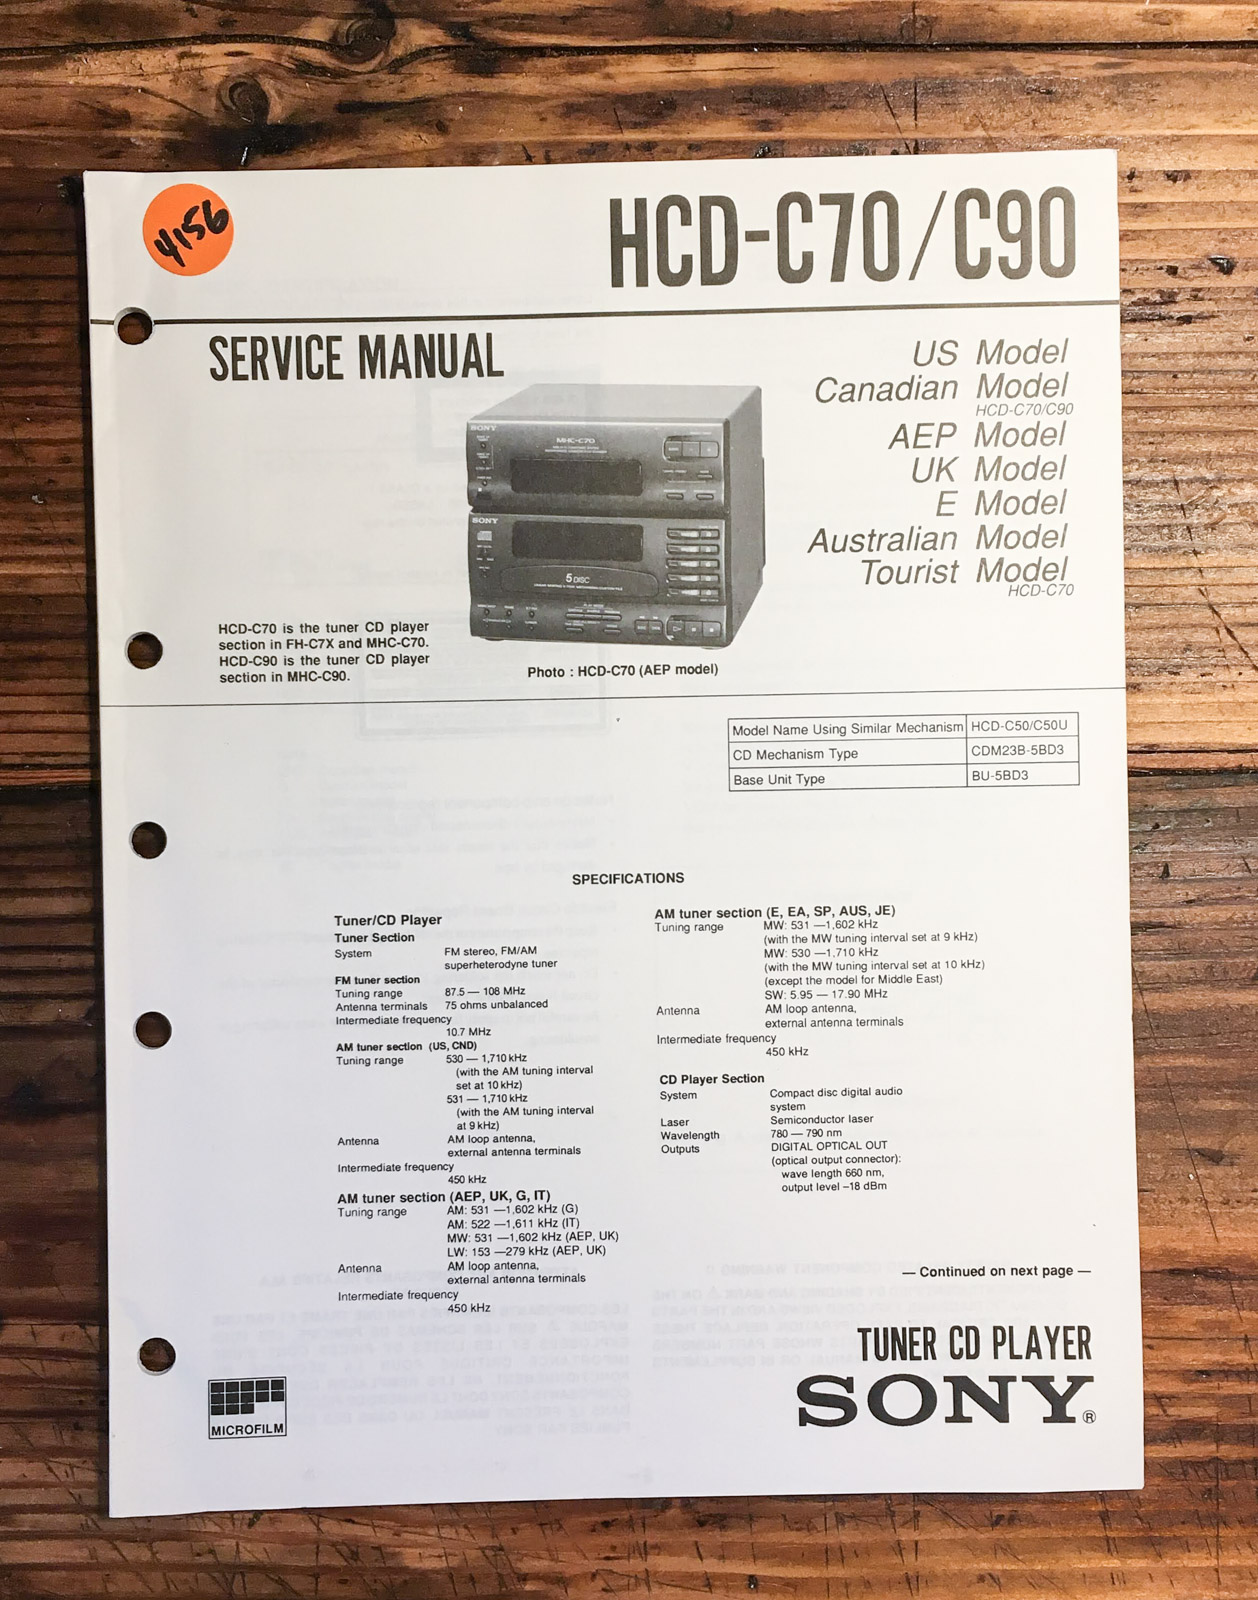 4156
HCD-C70/C90
SERVICE MANUAL
US Model
Canadian Model
HCD-C70/C90
AEP Model
UK Model
E Model
Australian Model
Tourist Model
HCD-C70
SONY
MHC-C70
SONY
5 DISC
HCD-C70 is the tuner CD player
section in FH-C7X and MHC-C70.
HCD-C90 is the tuner CD player
section in MHC-C90.
Photo : HCD-C70 (AEP model)
Model Name Using Similar Mechanism HCD-C50/C50U
CD Mechanism Type CDM23B-5BD3
Base Unit Type BU-5BD3
SPECIFICATIONS
Tuner/CD Player
Tuner Section
System FM stereo, FM/AM
superheterodyne tuner
FM tuner section
Tuning range 87.5 — 108 MHz
Antenna terminals 75 ohms unbalanced
Intermediate frequency
10.7 MHz
AM tuner section (US, CND)
Tuning range 530 — 1,710 kHz
(with the AM tuning interval
set at 10 kHz)
531 — 1,710 kHz
(with the AM tuning interval
at 9 kHz)
Antenna AM loop antenna,
external antenna terminals
Intermediate frequency
450 kHz
AM tuner section (AEP, UK, G, IT)
Tuning range AM: 531 —1,602 kHz (G)
AM: 522 —1,611 kHz (IT)
MW: 531 —1,602 kHz (AEP, UK)
LW: 153 —279 kHz (AEP, UK)
Antenna AM loop antenna,
external antenna terminals
Intermediate frequency
450 kHz
AM tuner section (E, EA, SP, AUS, JE)
Tuning range MW: 531 —1,602 kHz
(with the MW tuning interval set at 9 kHz)
MW: 530 —1,710 kHz
(with the MW tuning interval set at 10 kHz)
(except the model for Middle East)
SW: 5.95 — 17.90 MHz
Antenna AM loop antenna,
external antenna terminals
Intermediate frequency
450 kHz
CD Player Section
System Compact disc digital audio
system
Laser Semiconductor laser
Wavelength 780 — 790 nm
Outputs DIGITAL OPTICAL OUT
(optical output connector):
wave length 660 nm,
output level –18 dBm
— Continued on next page —
TUNER CD PLAYER
SONY®
MICROFILM